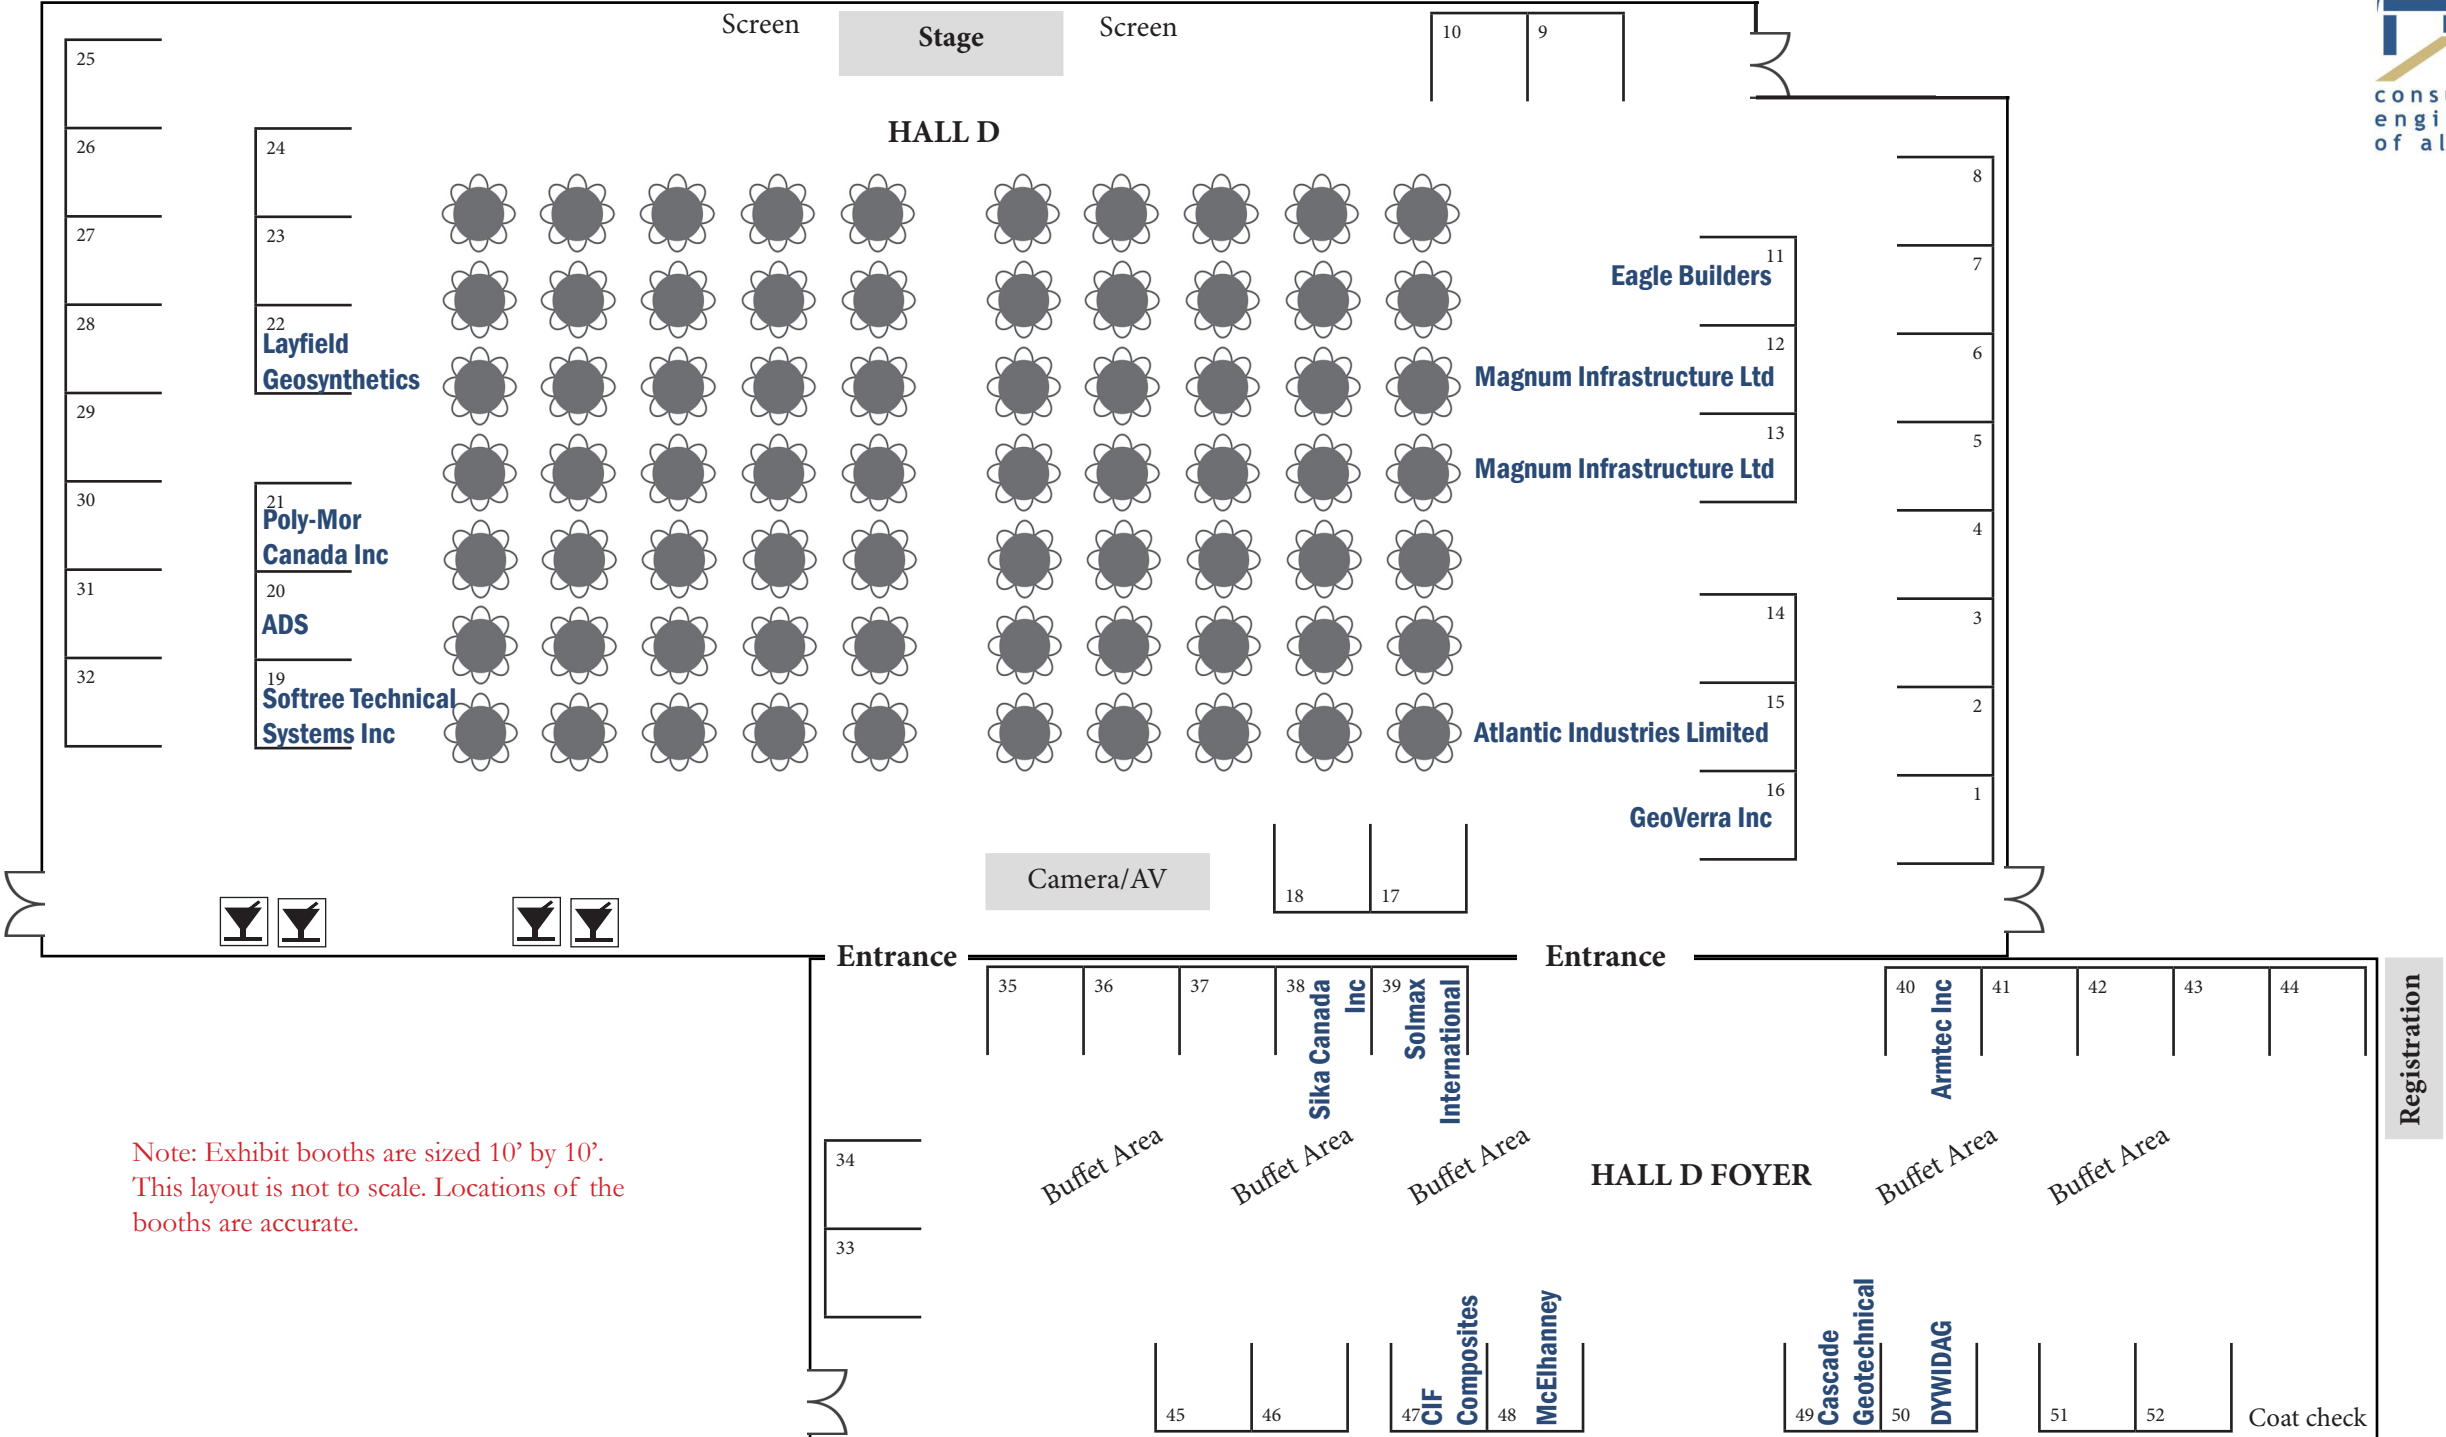 Screen
Stage
Screen
HALL D
10
9
cons
engi
of al
25
26
27
28
29
30
31
32
24
23
22
Layfield
Geosynthetics
21
Poly-Mor
Canada Inc
20
ADS
19
Softree Technical
Systems Inc
11
Eagle Builders
12
Magnum Infrastructure Ltd
13
Magnum Infrastructure Ltd
14
15
Atlantic Industries Limited
16
GeoVerra Inc
8
7
6
5
4
3
2
1
Camera/AV
18
17
Entrance
Entrance
35
36
37
38
Sika Canada
Inc
39
Solmax
International
40
Armtec Inc
41
42
43
44
Registration
Buffet Area
Buffet Area
Buffet Area
HALL D FOYER
Buffet Area
Buffet Area
34
33
Note: Exhibit booths are sized 10’ by 10’.
This layout is not to scale. Locations of the
booths are accurate.
45
46
47
CIF
Composites
48
McElhanney
49
Cascade
Geotechnical
50
DYWIDAG
51
52
Coat check